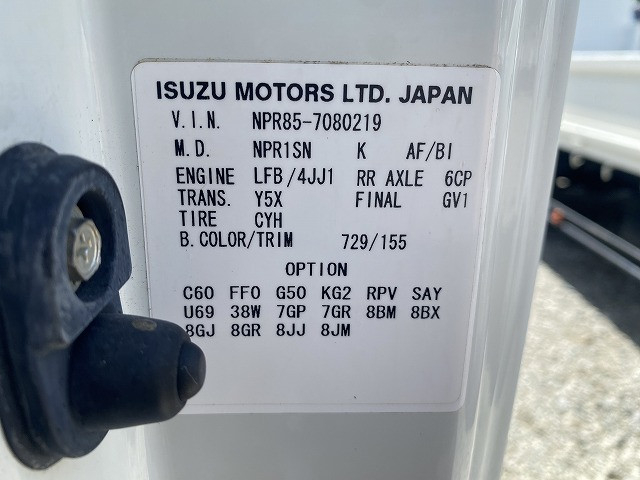 ISUZU MOTORS LTD. JAPAN
V.I.N. NPR85-7080219
M.D. NPR1SN K AF/BI
ENGINE LFB/4JJ1 RR AXLE 6CP
TRANS. Y5X FINAL GV1
TIRE CYH
B.COLOR/TRIM 729/155
OPTION
C60 FF0 G50 KG2 RPV SAY
U69 38W 7GP 7GR 8BM 8BX
8GJ 8GR 8JJ 8JM